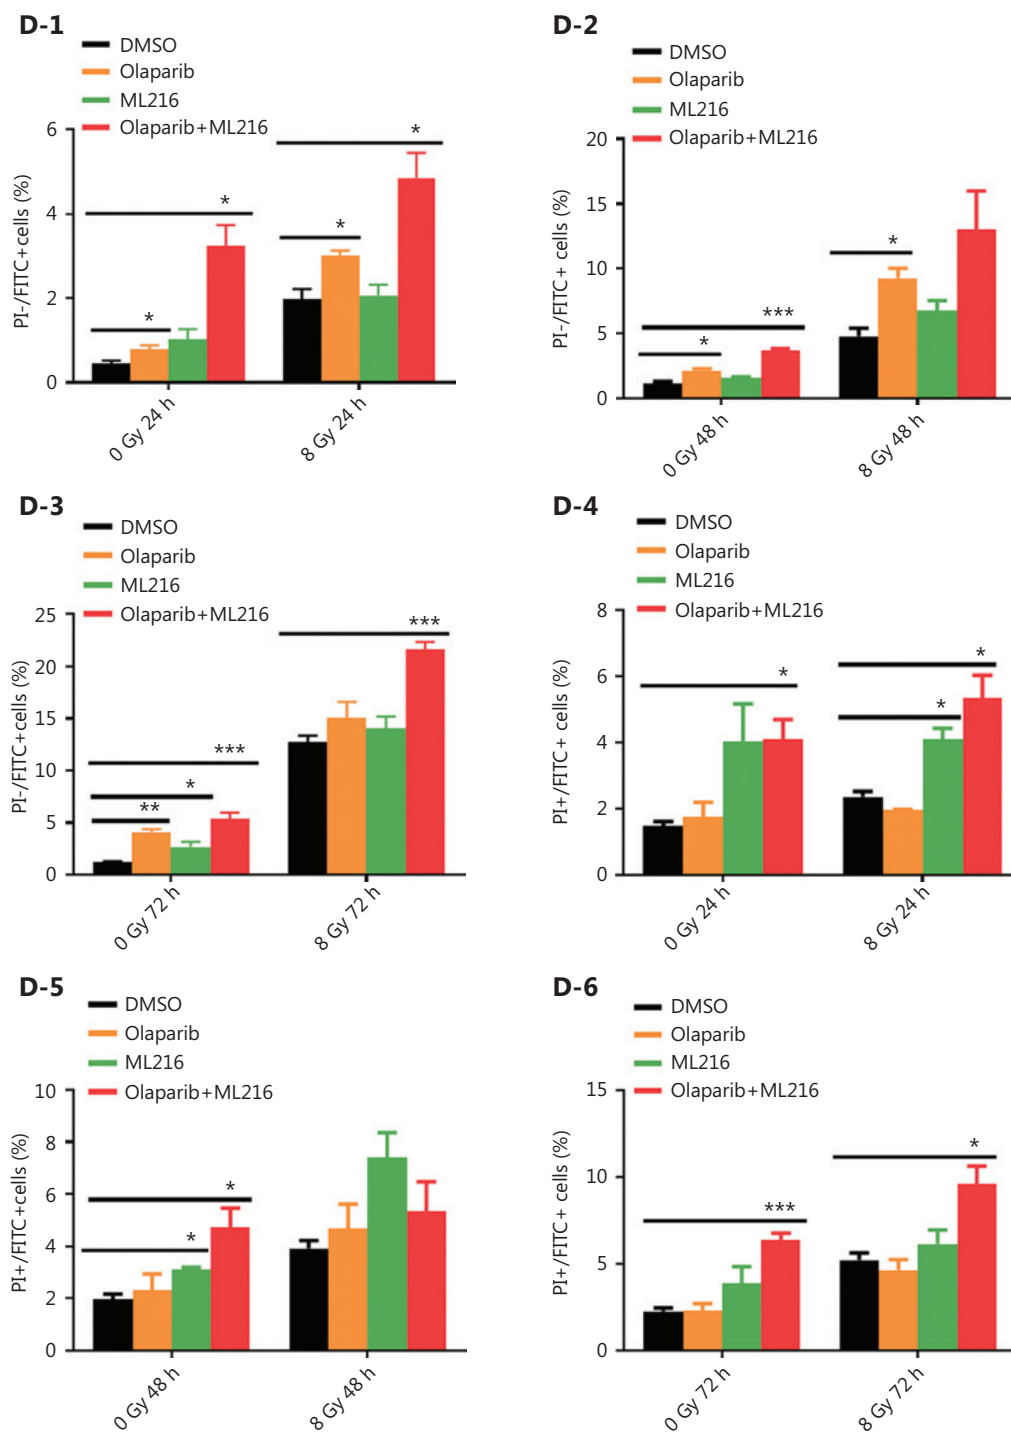 D-1
DMSO
Olaparib
ML216
Olaparib+ML216
PI-/FITC+cells (%)
6
4
2
0
*
*
*
*
0 Gy 24 h
8 Gy 24 h
D-2
DMSO
Olaparib
ML216
Olaparib+ML216
PI-/FITC+ cells (%)
20
15
10
5
0
*
***
*
0 Gy 48 h
8 Gy 48 h
D-3
DMSO
Olaparib
ML216
Olaparib+ML216
PI-/FITC+cells (%)
25
20
15
10
5
0
**
*
***
***
0 Gy 72 h
8 Gy 72 h
D-4
DMSO
Olaparib
ML216
Olaparib+ML216
PI+/FITC+ cells (%)
8
6
4
2
0
*
*
*
0 Gy 24 h
8 Gy 24 h
D-5
DMSO
Olaparib
ML216
Olaparib+ML216
PI+/FITC+cells (%)
10
8
6
4
2
0
*
*
0 Gy 48 h
8 Gy 48 h
D-6
DMSO
Olaparib
ML216
Olaparib+ML216
PI+/FITC+ cells (%)
15
10
5
0
***
*
0 Gy 72 h
8 Gy 72 h